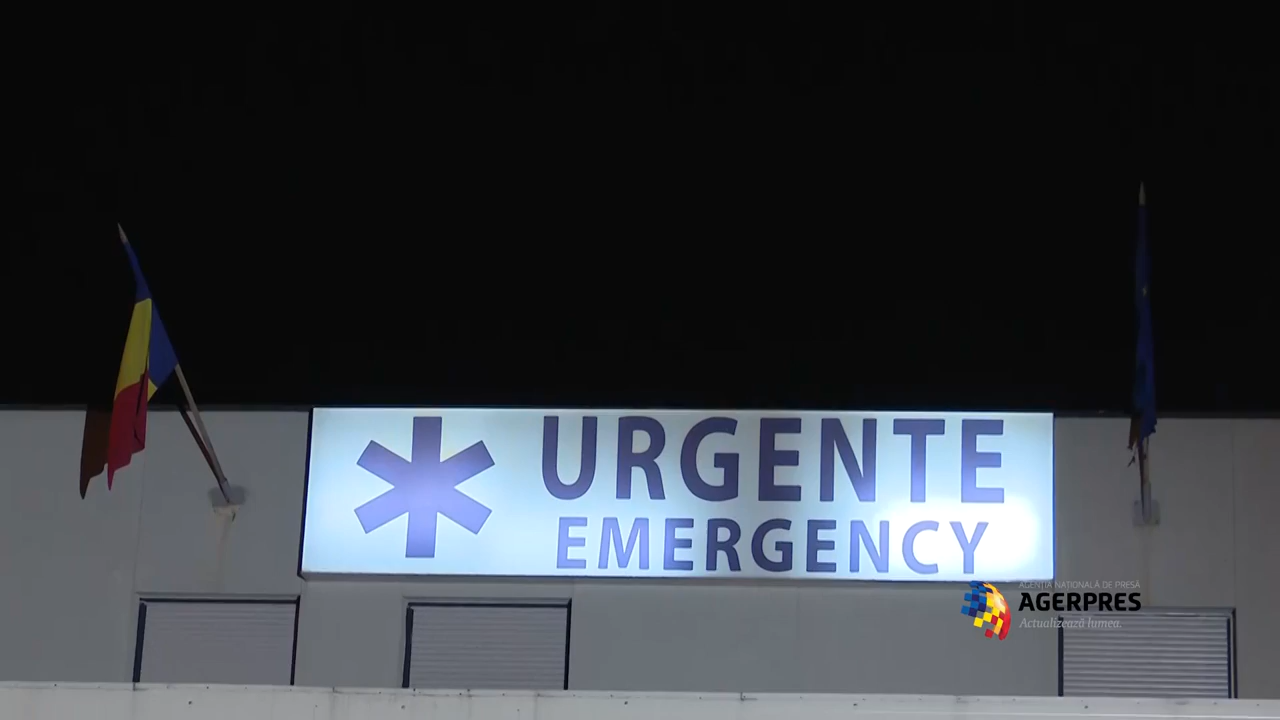 URGENTE
EMERGENCY
AGENȚIA NAȚIONALĂ DE PRESĂ
AGERPRES
Actualizează lumea.